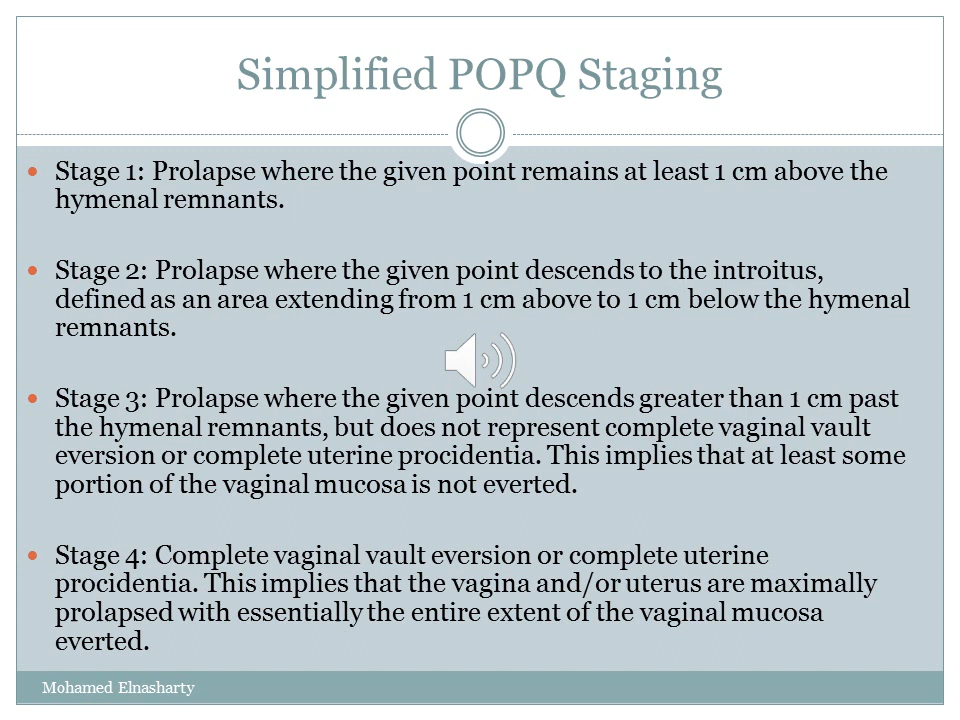 Simplified POPQ Staging
• Stage 1: Prolapse where the given point remains at least 1 cm above the
hymenal remnants.
• Stage 2: Prolapse where the given point descends to the introitus,
defined as an area extending from 1 cm above to 1 cm below the hymenal
remnants.
• Stage 3: Prolapse where the given point descends greater than 1 cm past
the hymenal remnants, but does not represent complete vaginal vault
eversion or complete uterine procidentia. This implies that at least some
portion of the vaginal mucosa is not everted.
• Stage 4: Complete vaginal vault eversion or complete uterine
procidentia. This implies that the vagina and/or uterus are maximally
prolapsed with essentially the entire extent of the vaginal mucosa
everted.
Mohamed Elnasharty